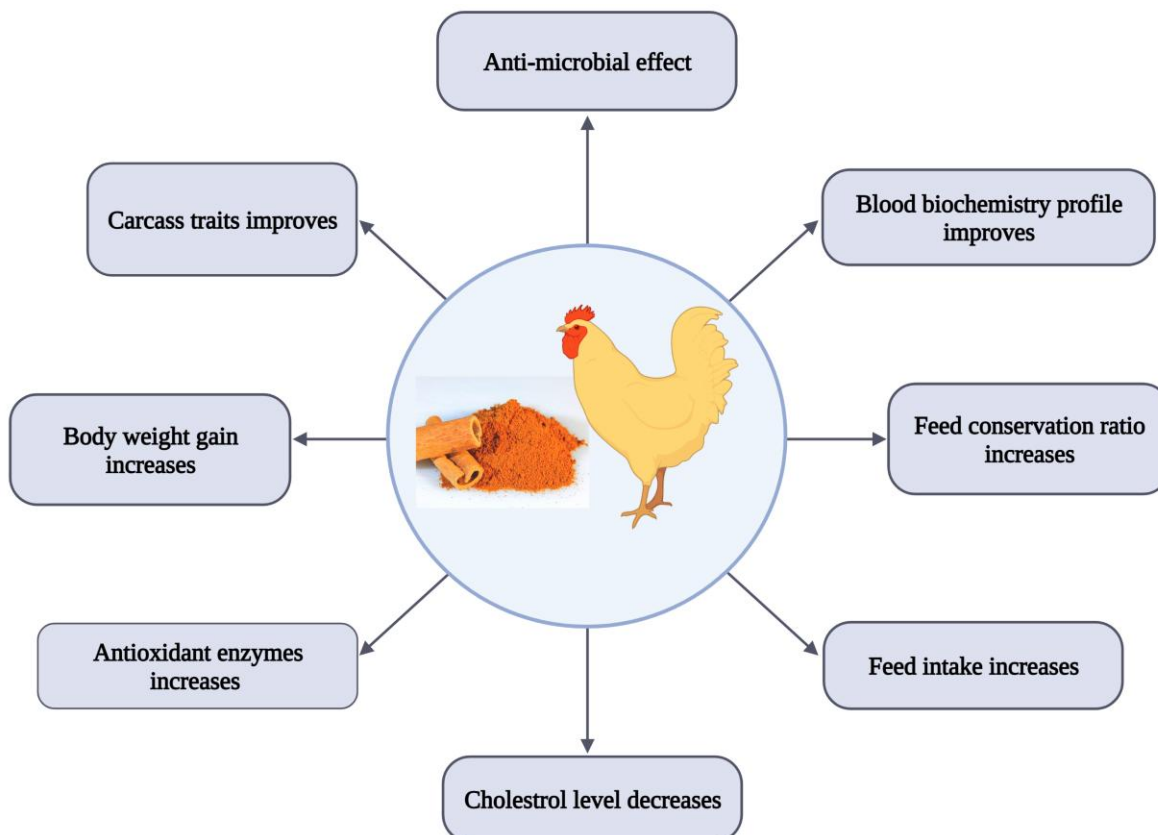 Anti-microbial effect
Carcass traits improves
Blood biochemistry profile
improves
Body weight gain
increases
Feed conservation ratio
increases
Antioxidant enzymes
increases
Feed intake increases
Cholestrol level decreases